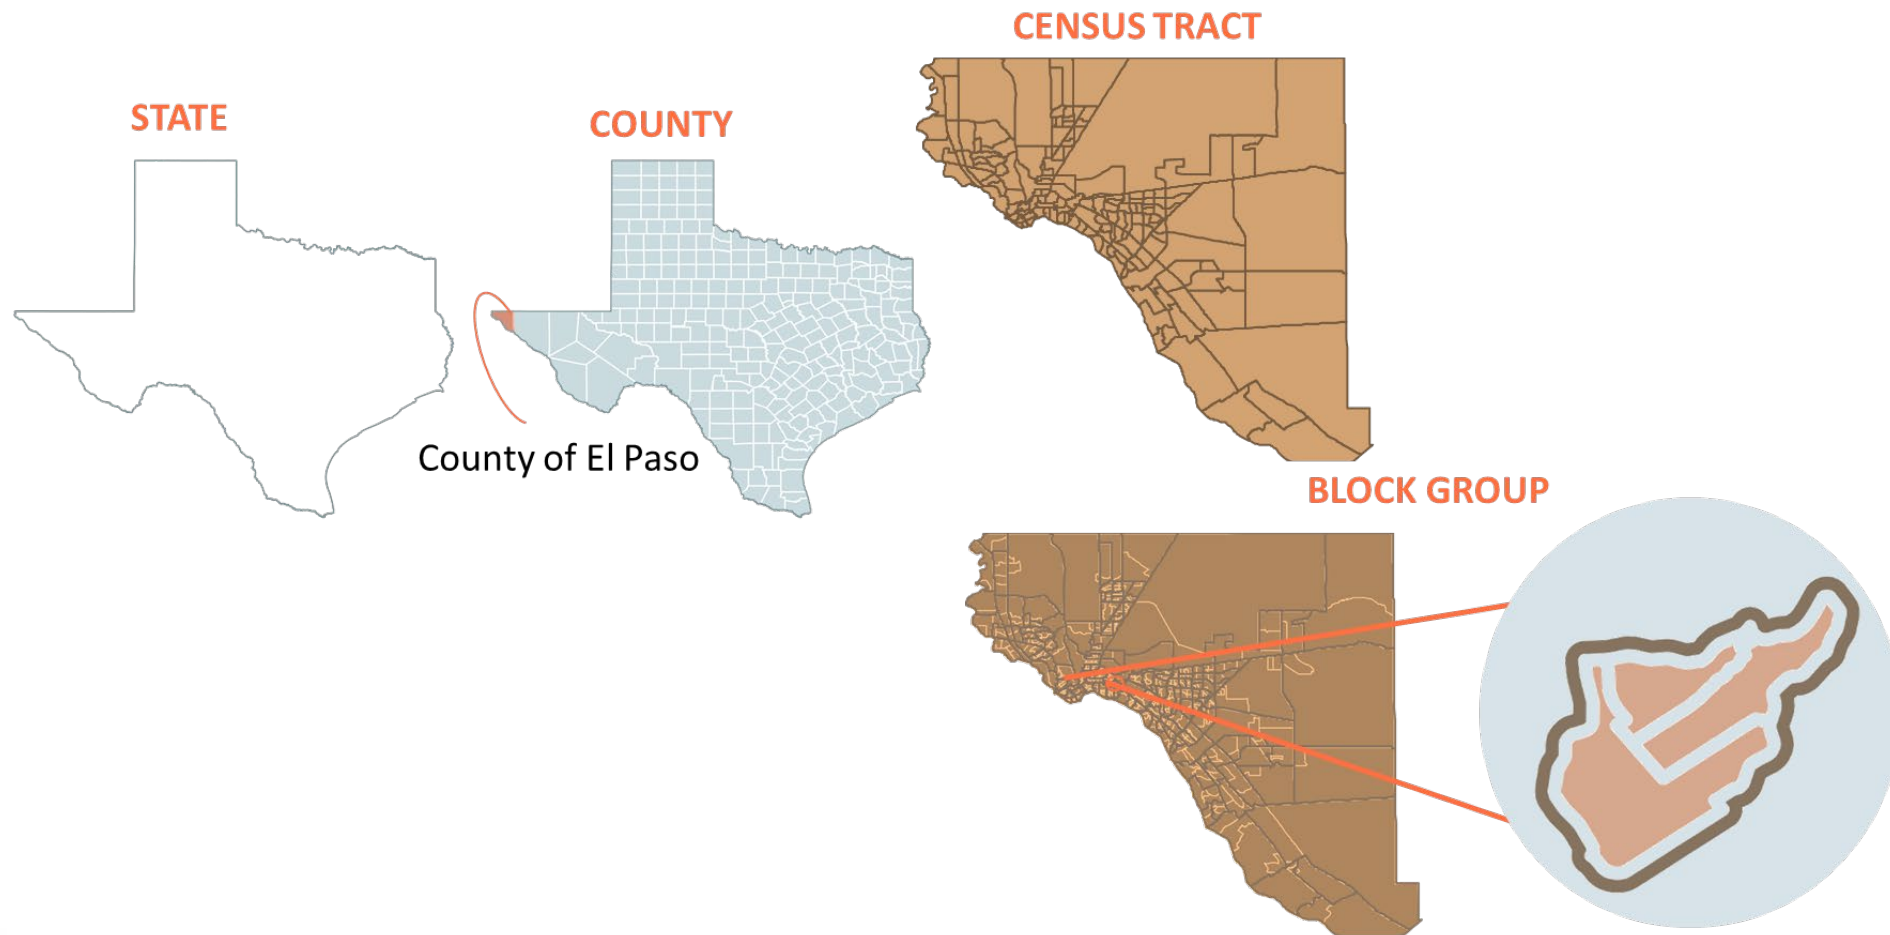 STATE
COUNTY
County of El Paso
CENSUS TRACT
BLOCK GROUP